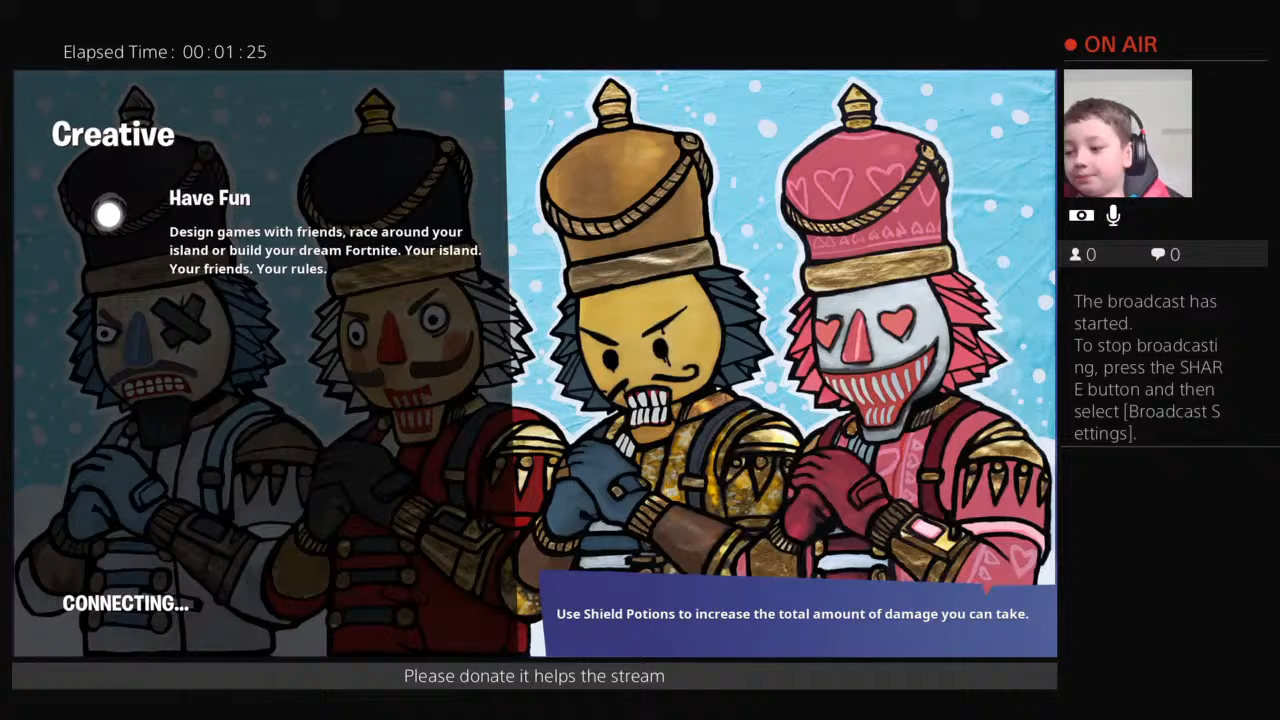 Elapsed Time: 00:01:25
ON AIR
Creative
Have Fun
Design games with friends, race around your
island or build your dream Fortnite. Your island.
Your friends. Your rules.
0
0
The broadcast has
started.
To stop broadcasti
ng, press the SHAR
E button and then
select [Broadcast S
ettings].
CONNECTING...
Use Shield Potions to increase the total amount of damage you can take.
Please donate it helps the stream